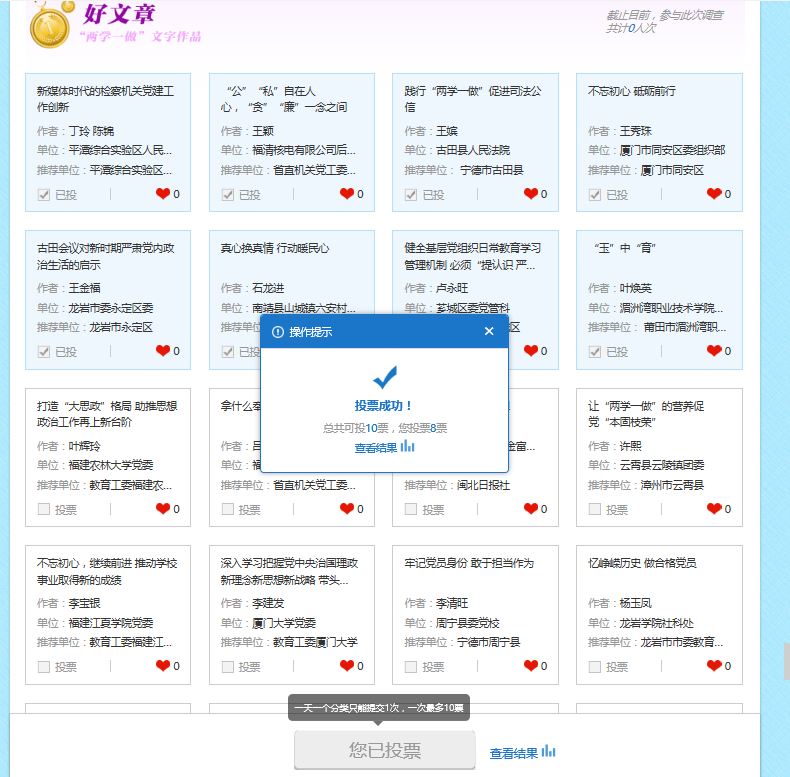 好文章
“两学一做”文字作品
截止目前，参与此次调查
共计0人次
新媒体时代的检察机关党建工
作创新
作者：丁玲 陈锦
单位：平潭综合实验区人民...
推荐单位：平潭综合实验区...
已投
0
“公” “私”自在人
心，“贪” “廉”一念之间
作者：王颖
单位：福清核电有限公司后...
推荐单位：省直机关党工委...
已投
0
践行“两学一做”促进司法公
信
作者：王嫔
单位：古田县人民法院
推荐单位： 宁德市古田县
已投
0
不忘初心 砥砺前行
作者：王秀珠
单位：厦门市同安区委组织部
推荐单位：厦门市同安区
已投
0
古田会议对新时期严肃党内政
治生活的启示
作者：王金福
单位：龙岩市委永定区委
推荐单位：龙岩市永定区
已投
0
真心换真情 行动暖民心
作者：石龙进
单位：南靖县山城镇六安村...
推荐单位
已投
健全基层党组织日常教育学习
管理机制 必须“提认识 严...
作者：卢永旺
单位：芗城区委党管科
区
0
“玉”中“育”
作者：叶焕英
单位：湄洲湾职业技术学院...
推荐单位： 莆田市湄洲湾职...
已投
0
操作提示
投票成功！
总共可投10票，您投票8票
查看结果
打造“大思政”格局 助推思想
政治工作再上新台阶
作者：叶辉玲
单位：福建农林大学党委
推荐单位：教育工委福建农...
投票
0
拿什么奉
作者：吕
单位：福
推荐单位：省直机关党工委...
投票
0
金富...
推荐单位：闽北日报社
投票
0
让“两学一做”的营养促
党“本固枝荣”
作者：许熙
单位：云霄县云陵镇团委
推荐单位：漳州市云霄县
投票
0
不忘初心，继续前进 推动学校
事业取得新的成绩
作者：李宝银
单位：福建江夏学院党委
推荐单位：教育工委福建江...
投票
0
深入学习把握党中央治国理政
新理念新思想新战略 带头...
作者：李建发
单位：厦门大学党委
推荐单位：教育工委厦门大学
投票
0
牢记党员身份 敢于担当作为
作者：李清旺
单位：周宁县委党校
推荐单位：宁德市周宁县
投票
0
忆峥嵘历史 做合格党员
作者：杨玉凤
单位：龙岩学院社科处
推荐单位：龙岩市市委教育...
投票
0
一天一个分类只能提交1次，一次最多10票
您已投票
查看结果